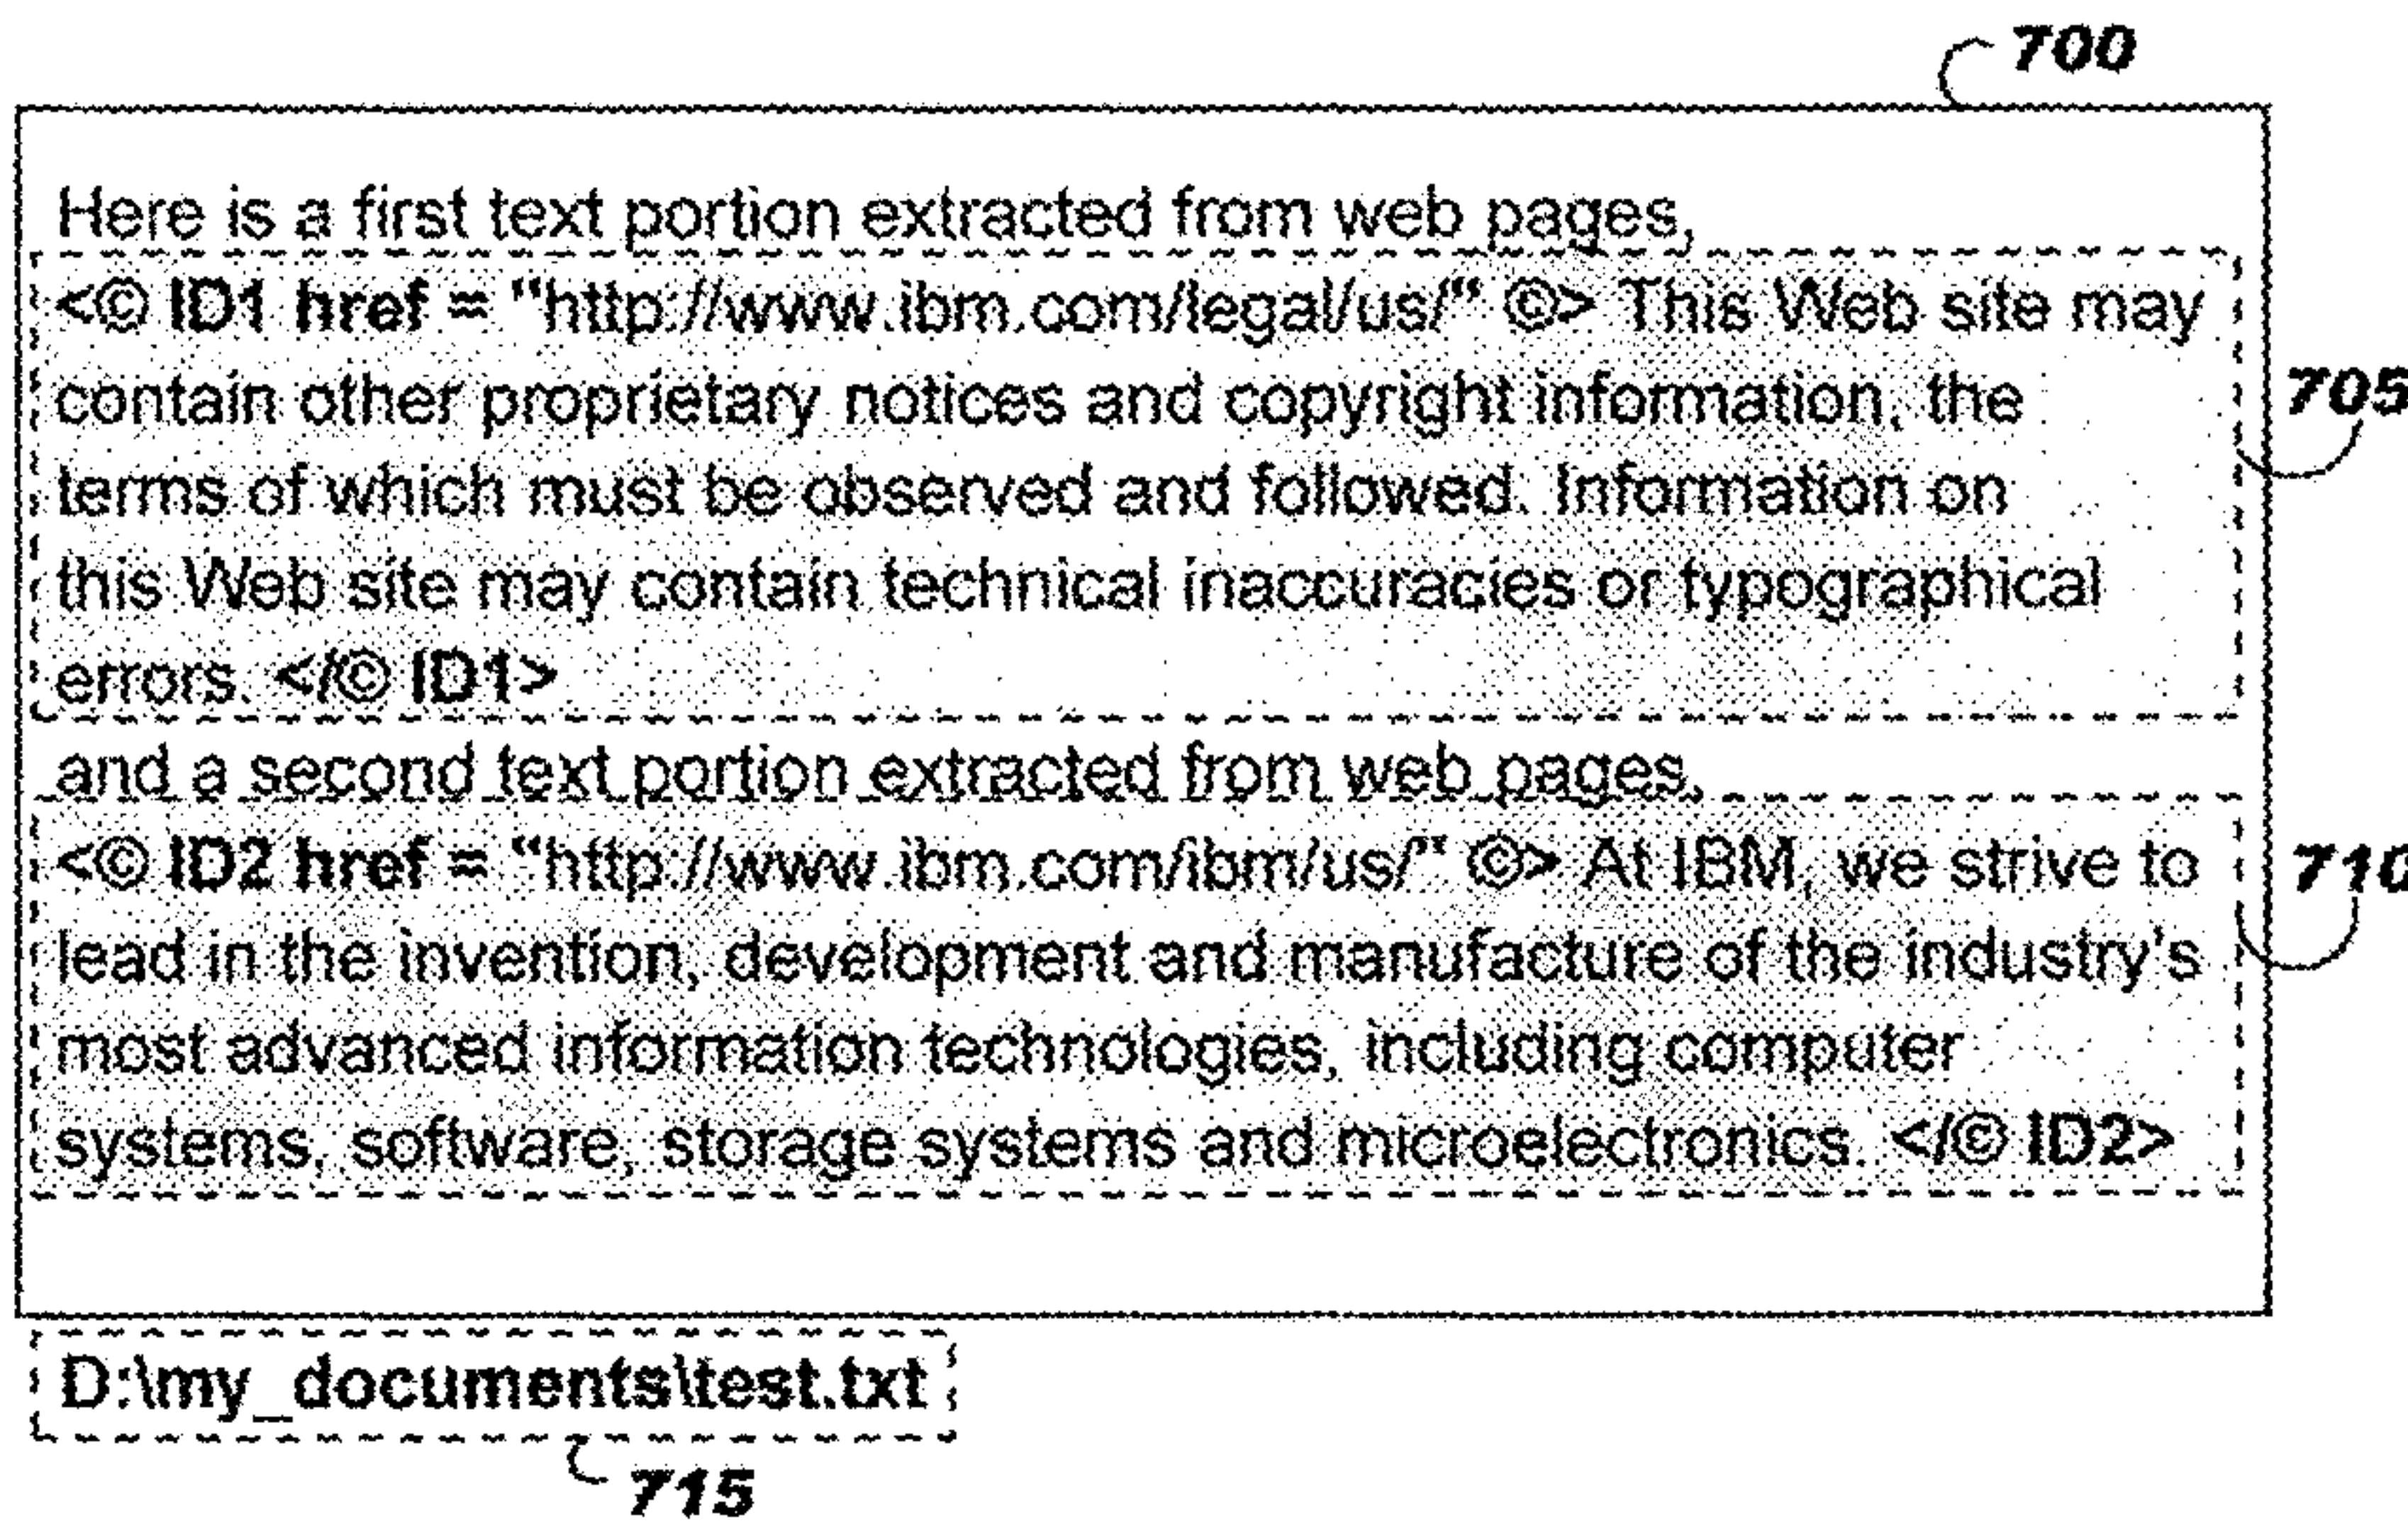 700
Here is a first text portion extracted from web pages,
<© ID1 href = “http://www.ibm.com/legal/us/“ ©> This Web site may
contain other proprietary notices and copyright information, the
705
terms of which must be observed and followed. Information on
this Web site may contain technical inaccuracies or typographical
errors. </© ID1>
and a second text portion extracted from web pages,
<© ID2 href = “http://www.ibm.com/ibm/us/” ©> At IBM, we strive to
710
lead in the invention, development and manufacture of the industry's
most advanced information technologies, including computer
systems, software, storage systems and microelectronics. </© ID2>
D:\my_documents\test.txt
715